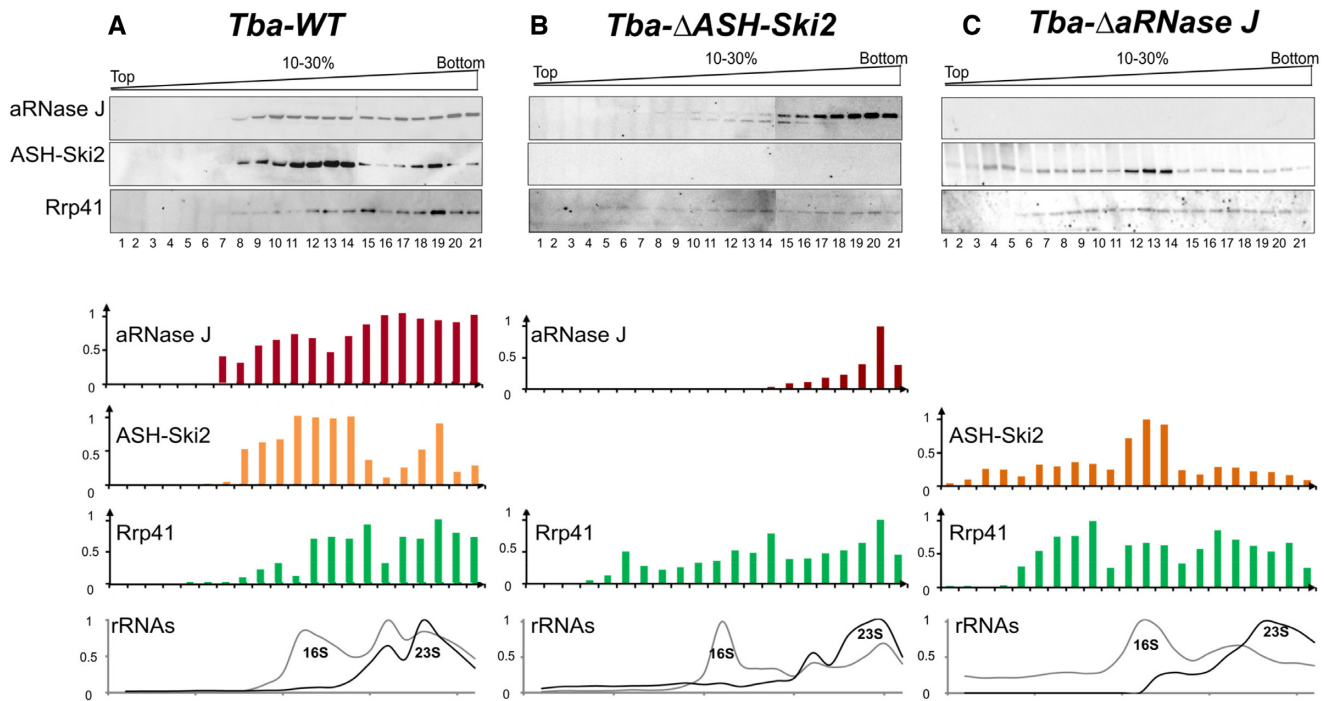 A Tba-WT
B Tba-ΔASH-Ski2
C Tba-ΔaRNase J
Top 10-30% Bottom
Top 10-30% Bottom
Top 10-30% Bottom
aRNase J
ASH-Ski2
Rrp41
1 2 3 4 5 6 7 8 9 10 11 12 13 14 15 16 17 18 19 20 21
1 2 3 4 5 6 7 8 9 10 11 12 13 14 15 16 17 18 19 20 21
1 2 3 4 5 6 7 8 9 10 11 12 13 14 15 16 17 18 19 20 21
1 aRNase J
0.5
0
1 aRNase J
0.5
0
1 ASH-Ski2
0.5
0
1 ASH-Ski2
0.5
0
1 Rrp41
0.5
0
1 Rrp41
0.5
0
1 Rrp41
0.5
0
1 rRNAs
0.5 16S 23S
0
1 rRNAs
0.5 16S 23S
0
1 rRNAs
0.5 16S 23S
0